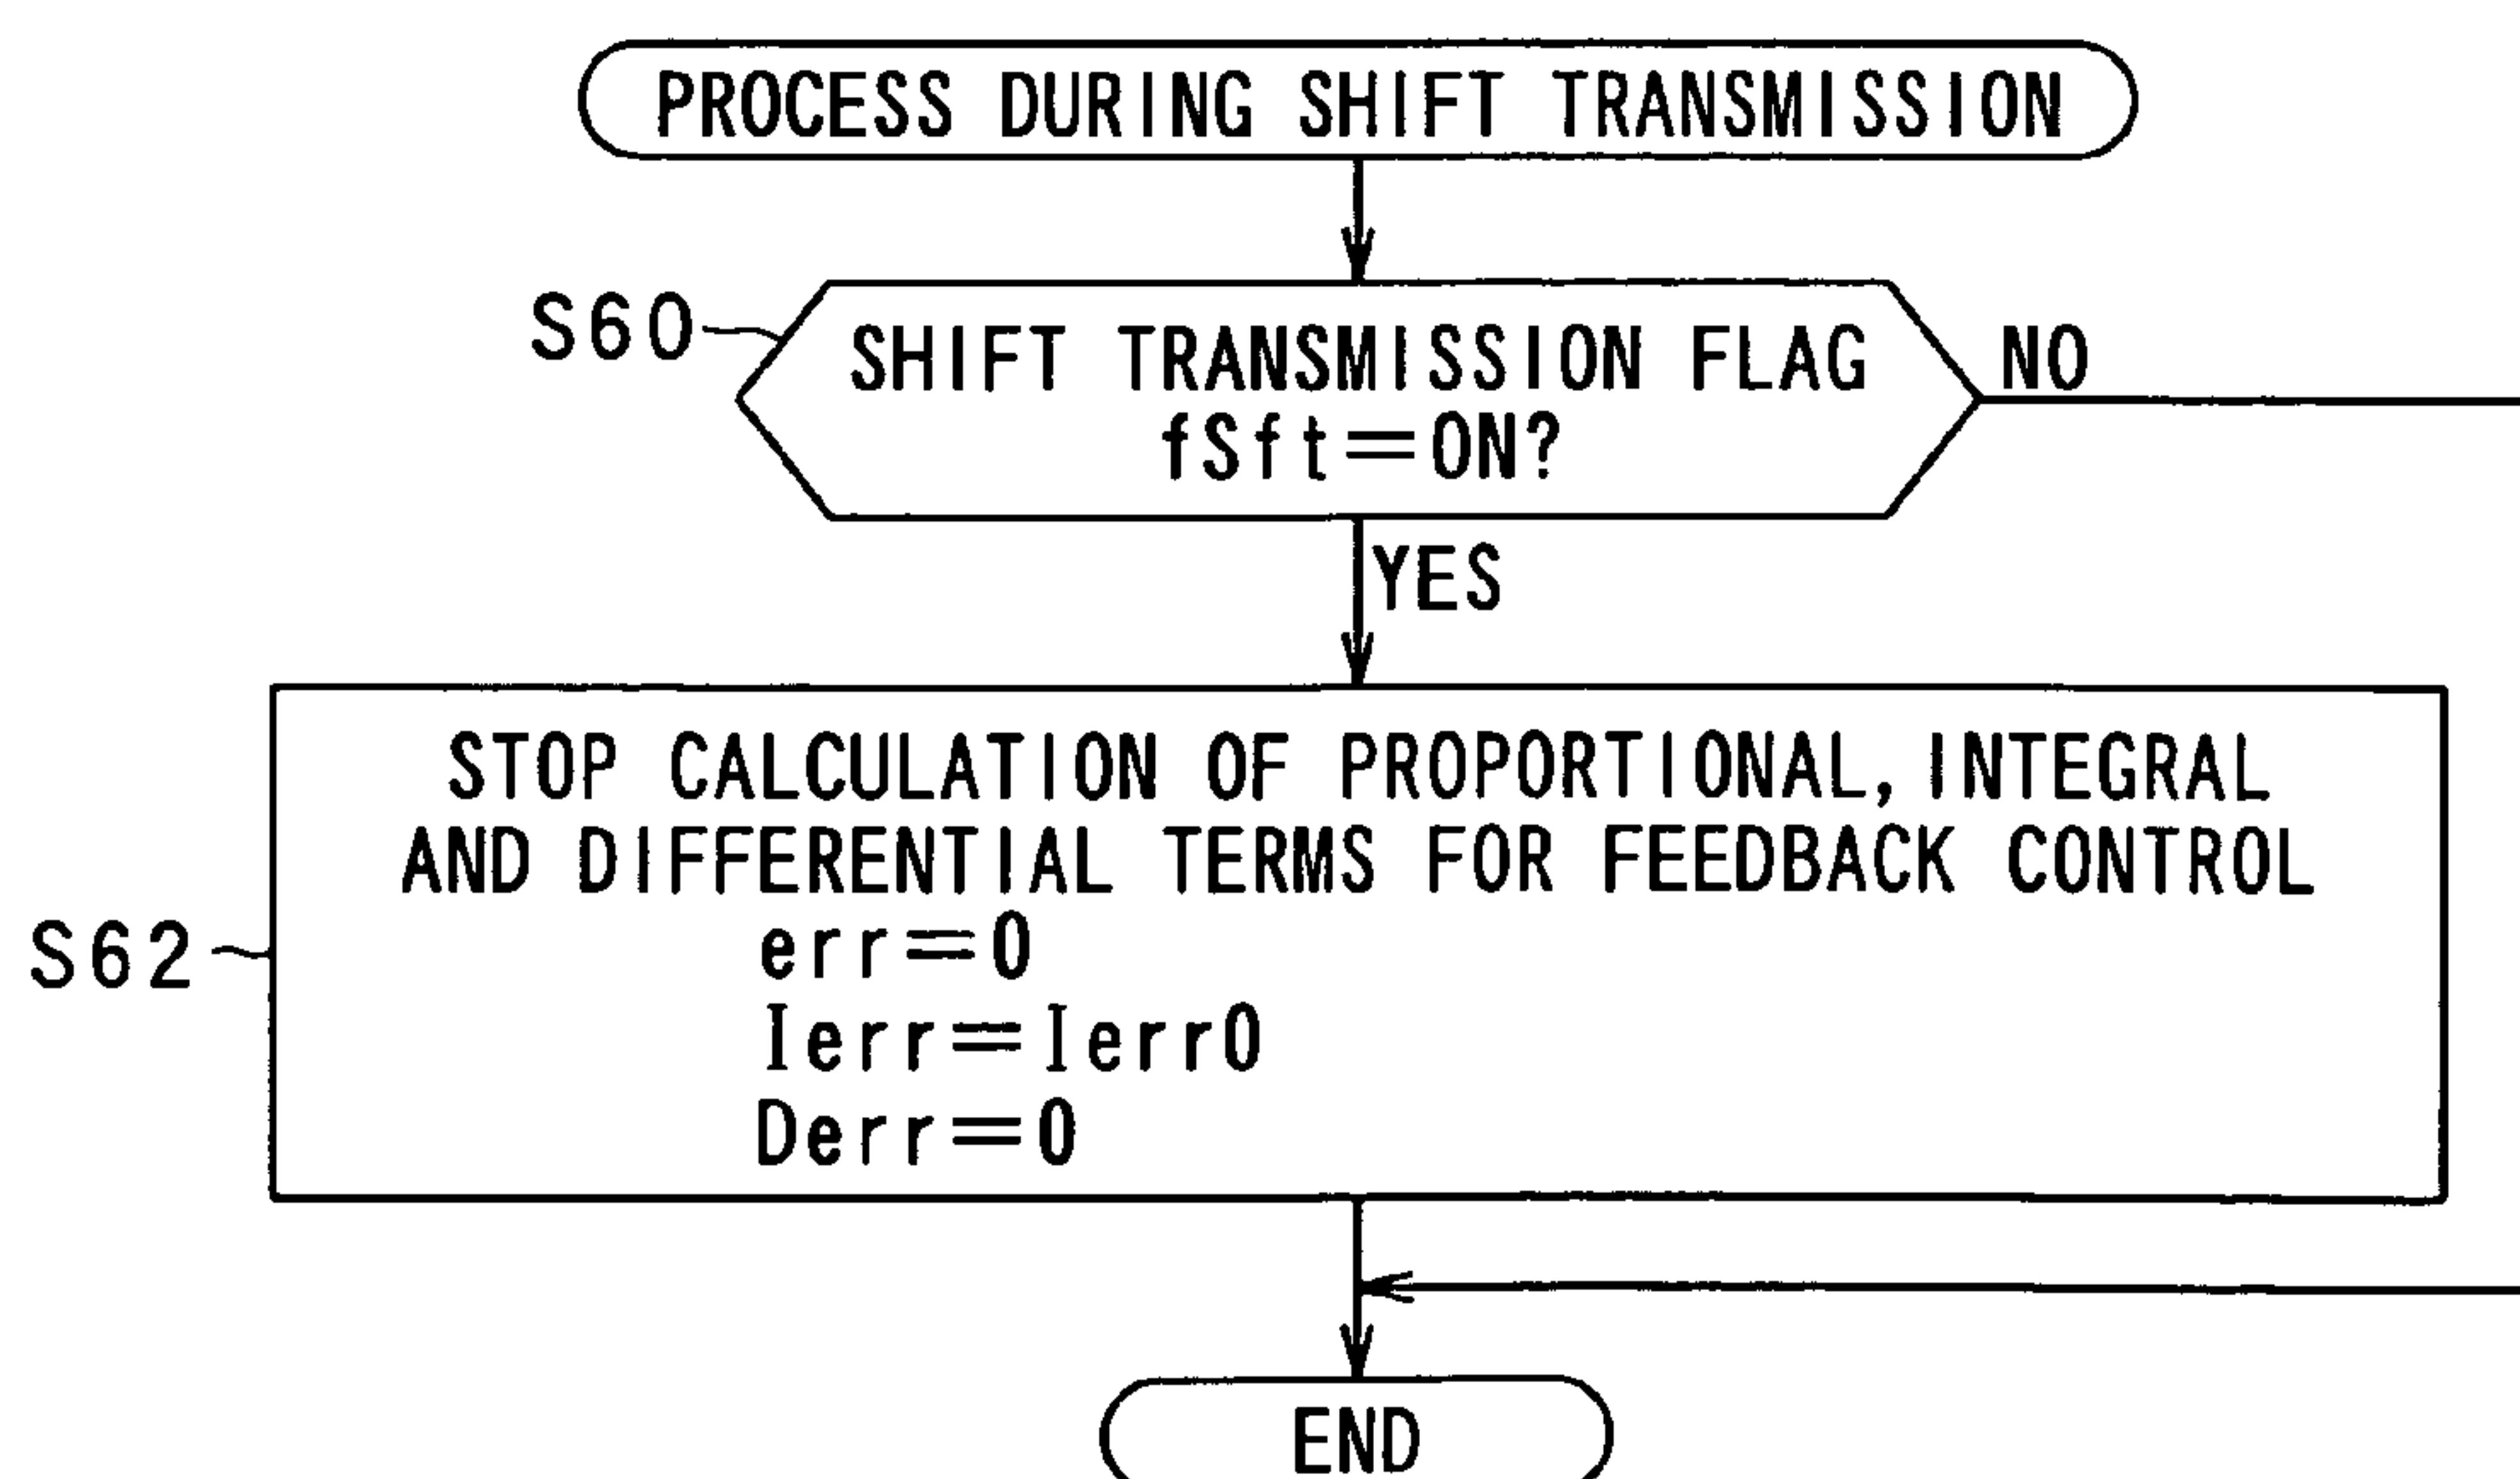 PROCESS DURING SHIFT TRANSMISSION
S60
SHIFT TRANSMISSION FLAG
fSft=ON?
NO
YES
STOP CALCULATION OF PROPORTIONAL, INTEGRAL
AND DIFFERENTIAL TERMS FOR FEEDBACK CONTROL
err=0
S62
Ierr=Ierr0
Derr=0
END